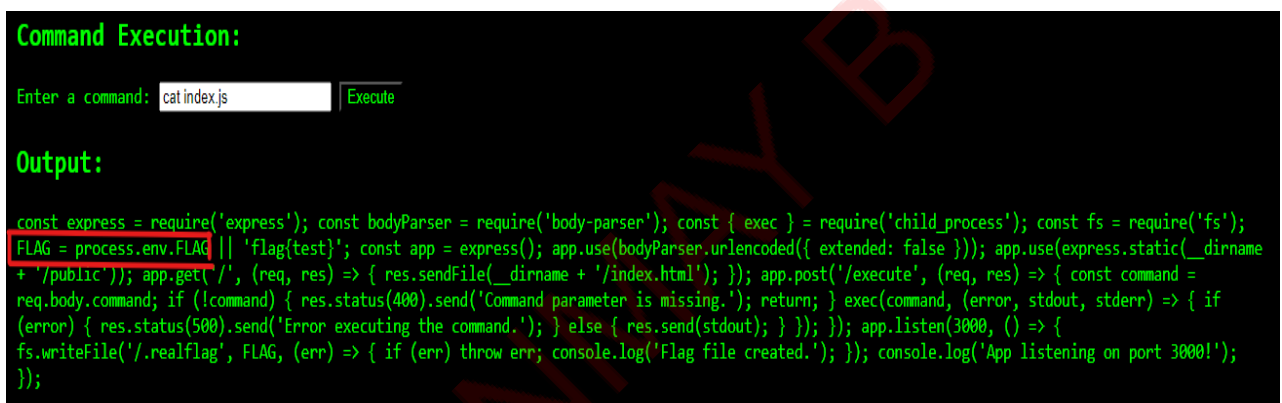 Command Execution:
Enter a command: cat index.js Execute
Output:
const express = require('express'); const bodyParser = require('body-parser'); const { exec } = require('child_process'); const fs = require('fs');
FLAG = process.env.FLAG || 'flag{test}'; const app = express(); app.use(bodyParser.urlencoded({ extended: false })); app.use(express.static(__dirname
+ '/public')); app.get('/', (req, res) => { res.sendFile(__dirname + '/index.html'); }); app.post('/execute', (req, res) => { const command =
req.body.command; if (!command) { res.status(400).send('Command parameter is missing.'); return; } exec(command, (error, stdout, stderr) => { if
(error) { res.status(500).send('Error executing the command.'); } else { res.send(stdout); } }); }); app.listen(3000, () => {
fs.writeFile('/.realflag', FLAG, (err) => { if (err) throw err; console.log('Flag file created.'); }); console.log('App listening on port 3000!');
});